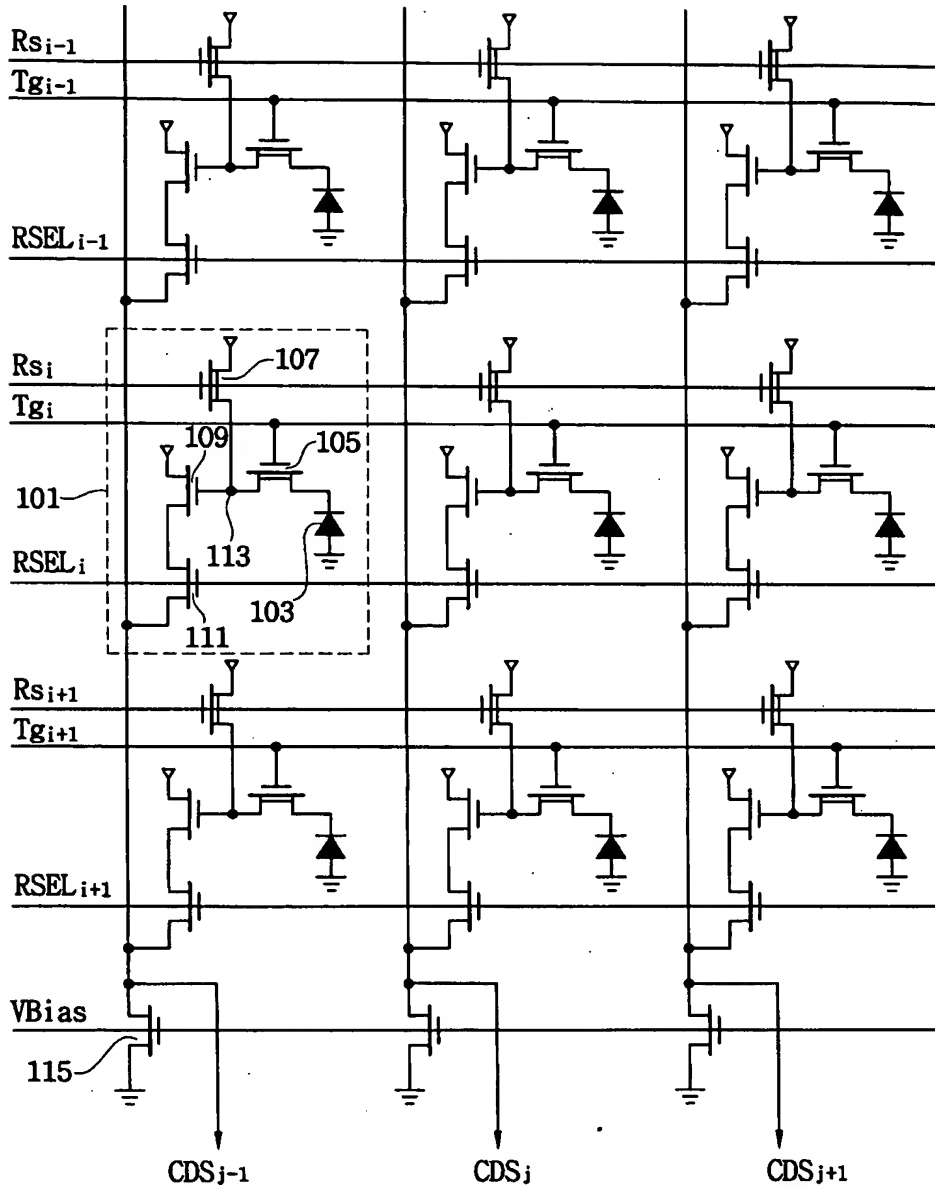 Rsi-1
Tgi-1
RSELi-1
Rsi
107
Tgi
109
105
101
113
RSELi
103
111
Rsi+1
Tgi+1
RSELi+1
VBias
115
CDSj-1 CDSj CDSj+1